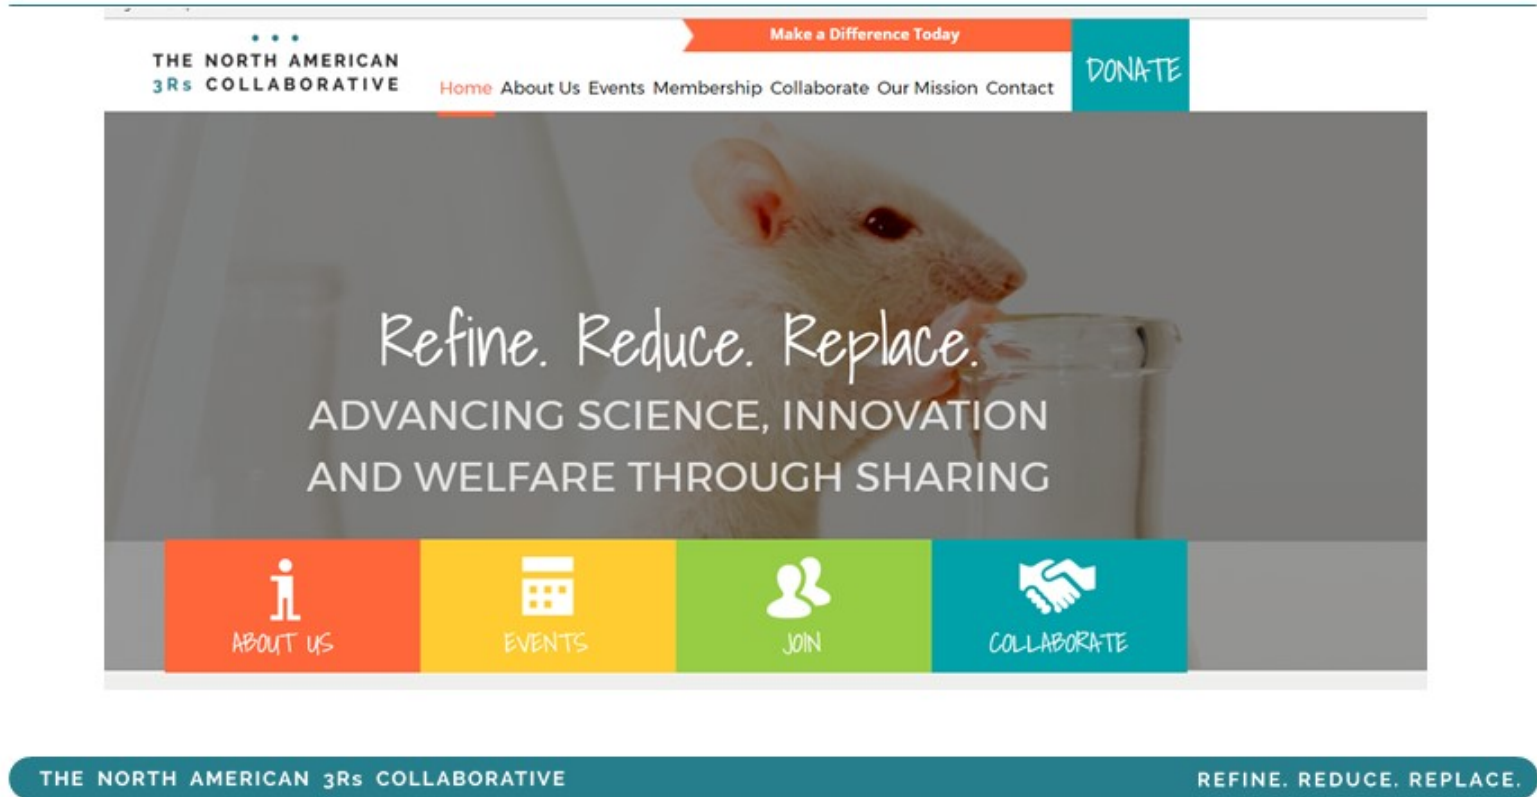 Make a Difference Today
DONATE
THE NORTH AMERICAN
3Rs COLLABORATIVE
Home About Us Events Membership Collaborate Our Mission Contact
Refine. Reduce. Replace.
ADVANCING SCIENCE, INNOVATION
AND WELFARE THROUGH SHARING
ABOUT US
EVENTS
JOIN
COLLABORATE
THE NORTH AMERICAN 3Rs COLLABORATIVE
REFINE. REDUCE. REPLACE.